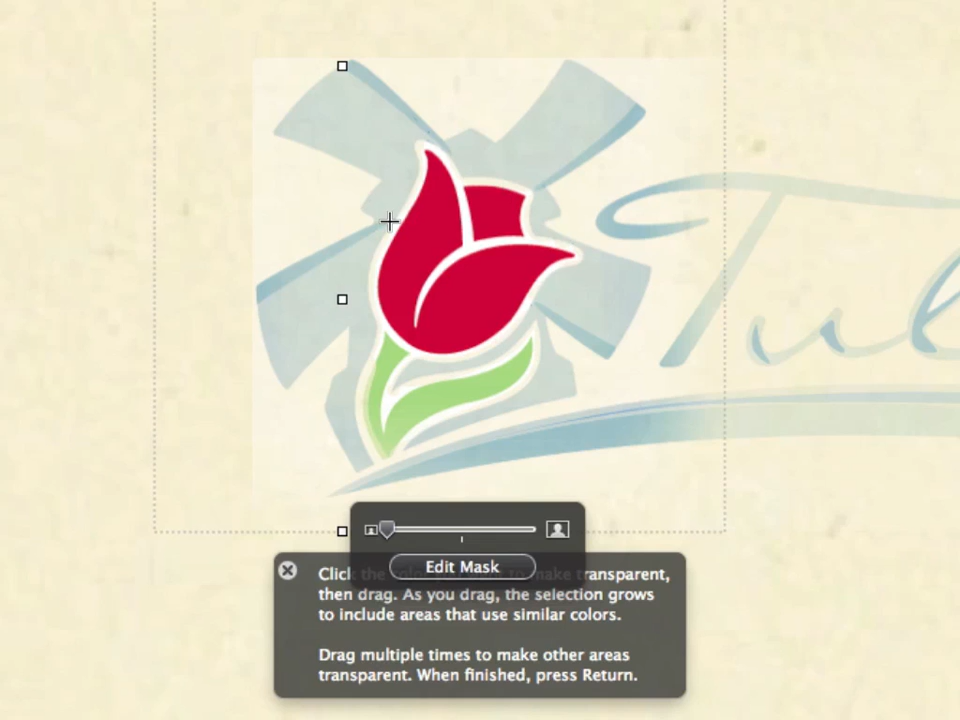 Tul
Edit Mask
Click the color you want to make transparent,
then drag. As you drag, the selection grows
to include areas that use similar colors.
Drag multiple times to make other areas
transparent. When finished, press Return.